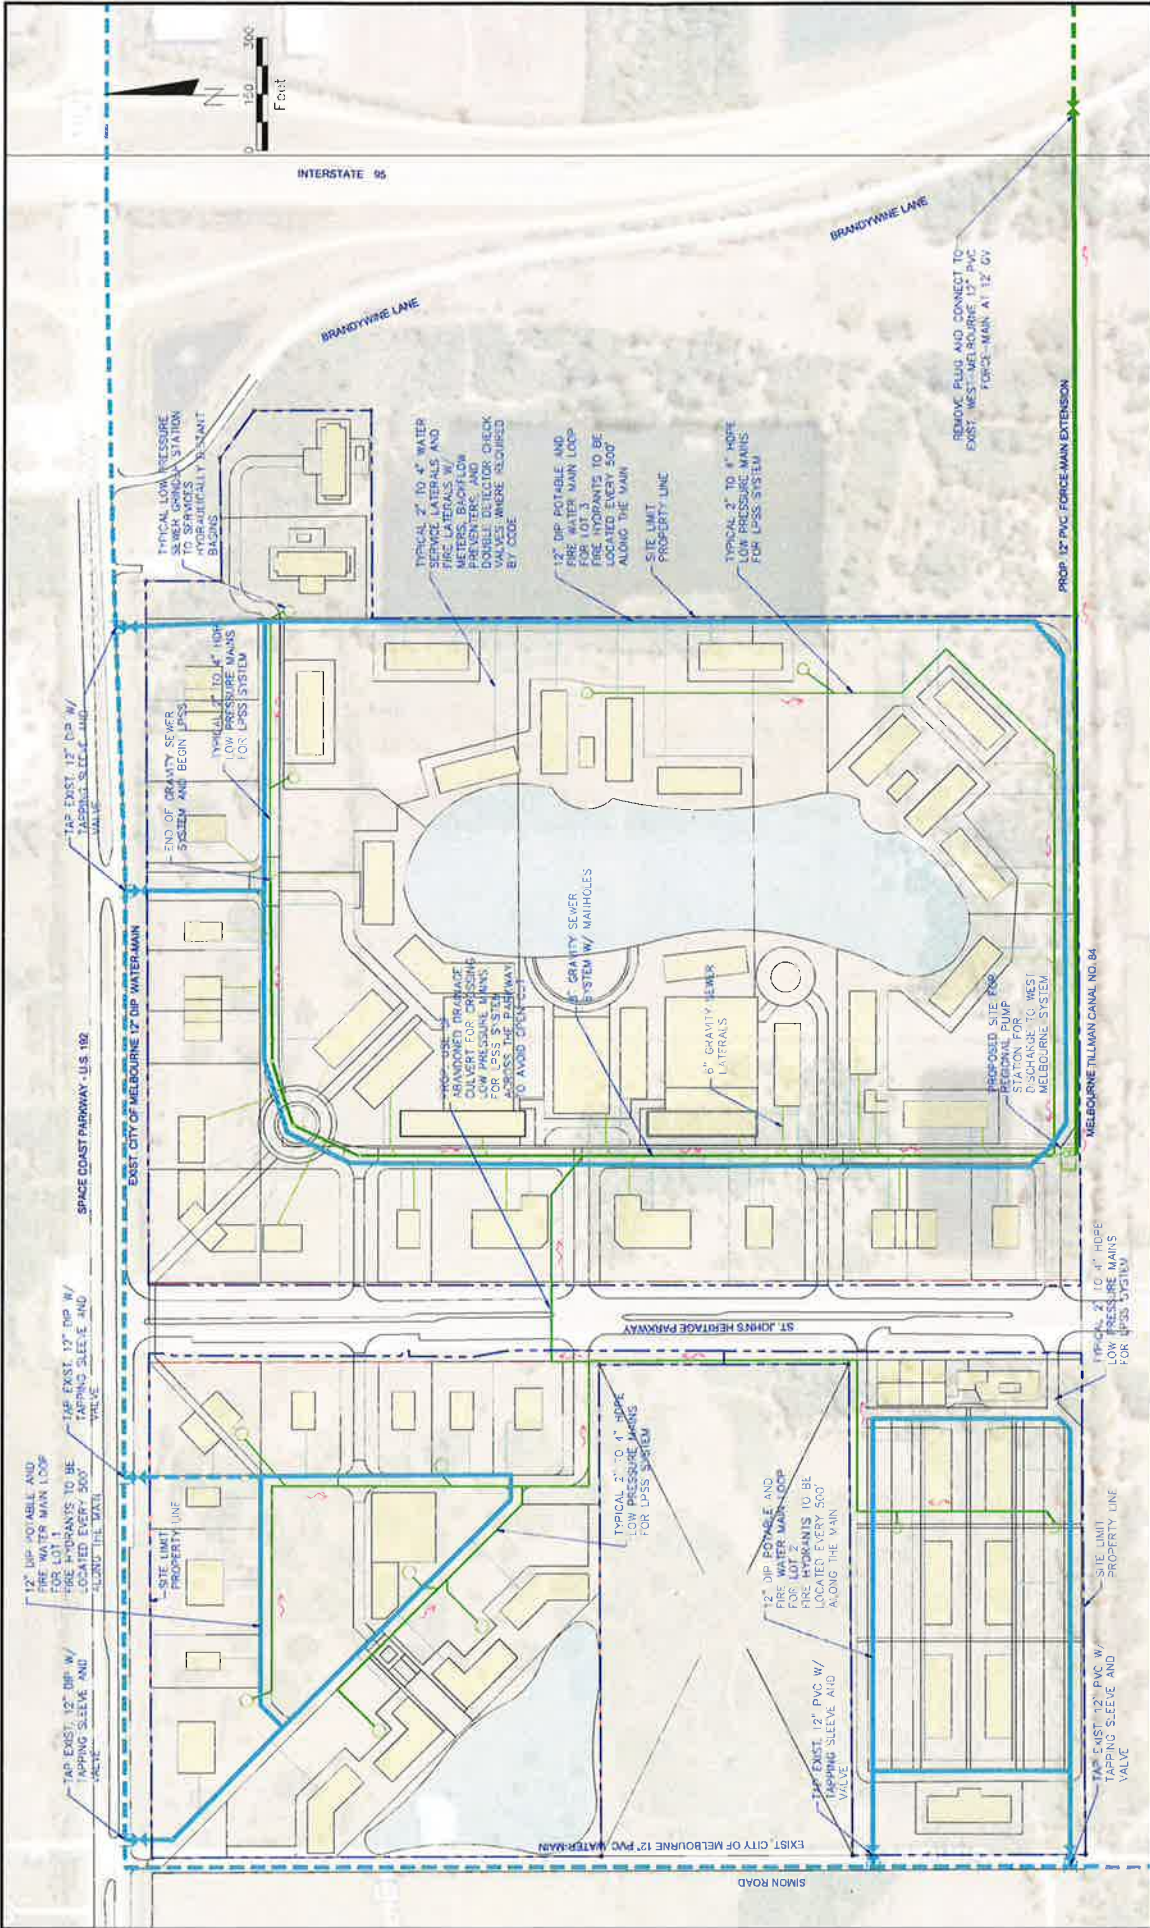 TAP EXIST. 12" DIP W/
TAPPING SLEEVE AND
VALVE
12" DIP POTABLE AND
FIRE WATER MAIN LOOP
FOR LOT 1
FIRE HYDRANTS TO BE
LOCATED EVERY 500'
ALONG THE MAIN
TAP EXIST. 12" DIP W/
TAPPING SLEEVE AND
VALVE
SPACE COAST PARKWAY - U.S. 192
EXIST. CITY OF MELBOURNE 12" DIP WATER-MAIN
TAP EXIST. 12" DIP W/
TAPPING SLEEVE AND
VALVE
SITE LIMIT
PROPERTY LINE
END OF GRAVITY SEWER
SYSTEM AND BEGIN LPSS
TYPICAL 2" TO 4" HDPE
LOW PRESSURE MAINS
FOR LPSS SYSTEM
TYPICAL LOW PRESSURE
SEWER GRINDER STATION
TO SERVICES
HYDRAULICALLY DISTANT
BASINS
N
0 150 300
Feet
INTERSTATE 95
BRANDYWINE LANE
BRANDYWINE LANE
TYPICAL 2" TO 4" WATER
SERVICE LATERALS AND
FIRE LATERALS W/
METERS, BACKFLOW
PREVENTERS, AND
DOUBLE DETECTOR CHECK
VALVES WHERE REQUIRED
BY CODE
12" DIP POTABLE AND
FIRE WATER MAIN LOOP
FOR LOT 3
FIRE HYDRANTS TO BE
LOCATED EVERY 500'
ALONG THE MAIN
SITE LIMIT
PROPERTY LINE
TYPICAL 2" TO 4" HDPE
LOW PRESSURE MAINS
FOR LPSS SYSTEM
PROP. USE OF
ABANDONED DRAINAGE
CULVERT FOR CROSSING
LOW PRESSURE MAINS
FOR LPSS SYSTEM
ACROSS THE PARKWAY
TO AVOID OPEN CUT
8" GRAVITY SEWER
SYSTEM W/ MANHOLES
6" GRAVITY SEWER
LATERALS
TYPICAL 2" TO 4" HDPE
LOW PRESSURE MAINS
FOR LPSS SYSTEM
ST. JOHN'S HERITAGE PARKWAY
12" DIP POTABLE AND
FIRE WATER MAIN LOOP
FOR LOT 2
FIRE HYDRANTS TO BE
LOCATED EVERY 500'
ALONG THE MAIN
TAP EXIST. 12" PVC W/
TAPPING SLEEVE AND
VALVE
EXIST. CITY OF MELBOURNE 12" PVC WATER-MAIN
SIMON ROAD
PROPOSED SITE FOR
REGIONAL PUMP
STATION FOR
DISCHARGE TO WEST
MELBOURNE SYSTEM
REMOVE PLUG AND CONNECT TO
EXIST. WEST-MELBOURNE 12" PVC
FORCE-MAIN AT 12" GV
PROP 12" PVC FORCE-MAIN EXTENSION
MELBOURNE-TILLMAN CANAL NO. 84
TYPICAL 2" TO 4" HDPE
LOW PRESSURE MAINS
FOR LPSS SYSTEM
SITE LIMIT
PROPERTY LINE
TAP EXIST. 12" PVC W/
TAPPING SLEEVE AND
VALVE